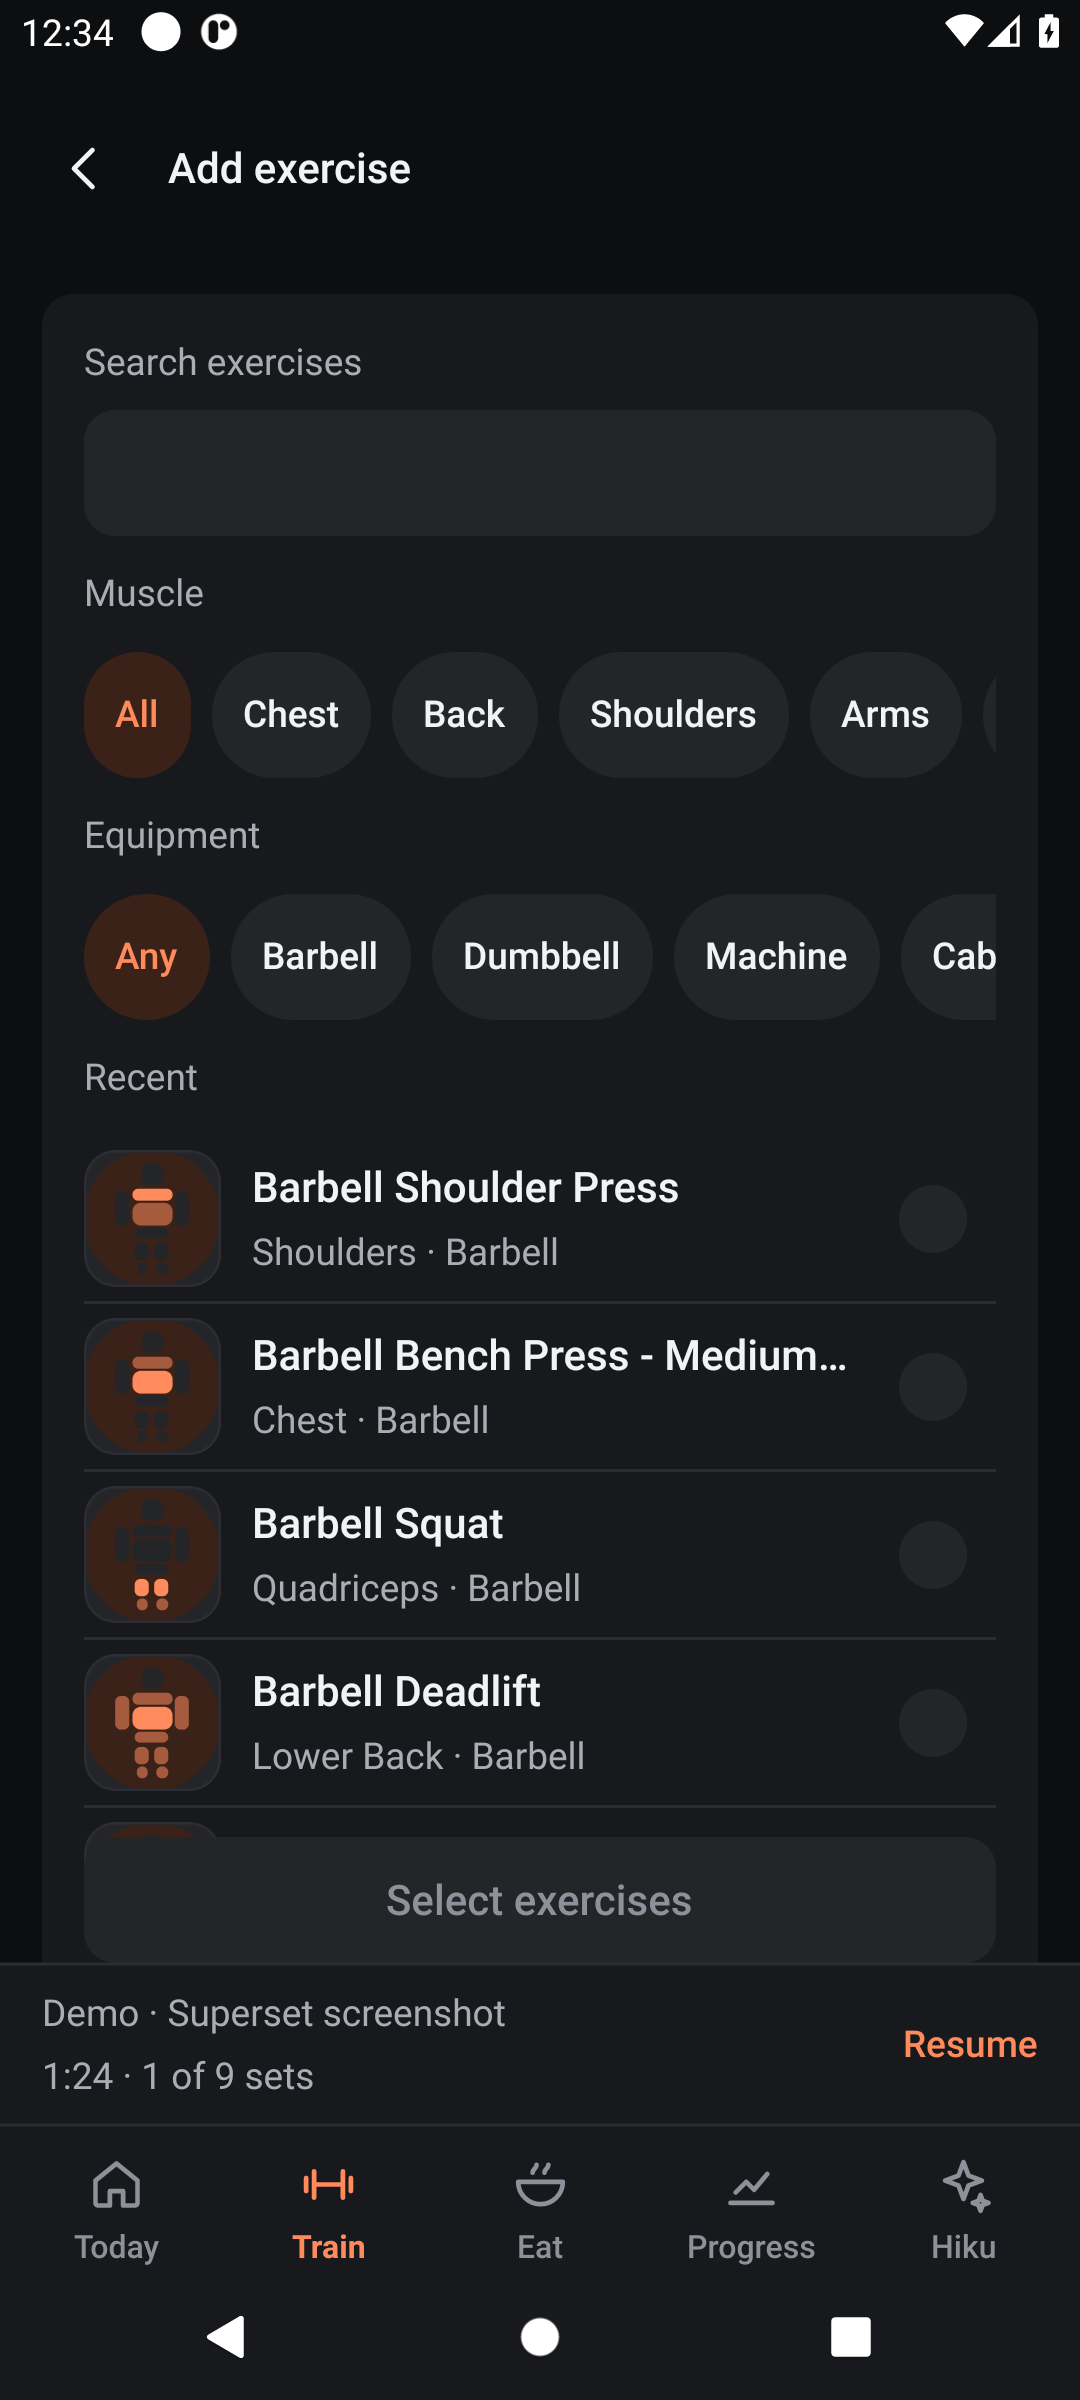 12:34
Add exercise
Search exercises
Muscle
All Chest Back Shoulders Arms
Equipment
Any Barbell Dumbbell Machine Cab
Recent
Barbell Shoulder Press
Shoulders · Barbell
Barbell Bench Press - Medium...
Chest · Barbell
Barbell Squat
Quadriceps · Barbell
Barbell Deadlift
Lower Back · Barbell
Select exercises
Demo · Superset screenshot
Resume
1:24 · 1 of 9 sets
Today Train Eat Progress Hiku